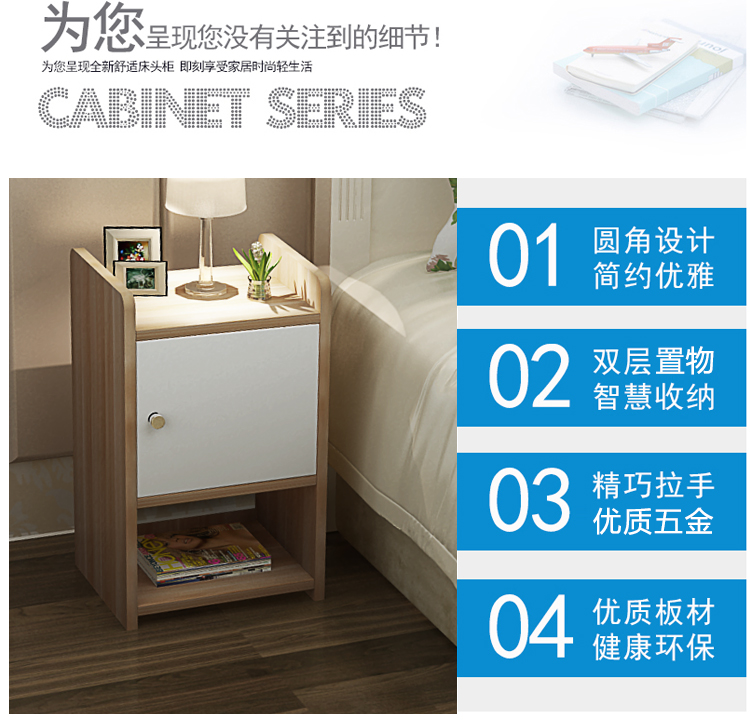 为您呈现您没有关注到的细节！
为您呈现全新舒适床头柜 即刻享受家居时尚轻生活
CABINET SERIES
01
圆角设计
简约优雅
02
双层置物
智慧收纳
03
精巧拉手
优质五金
04
优质板材
健康环保